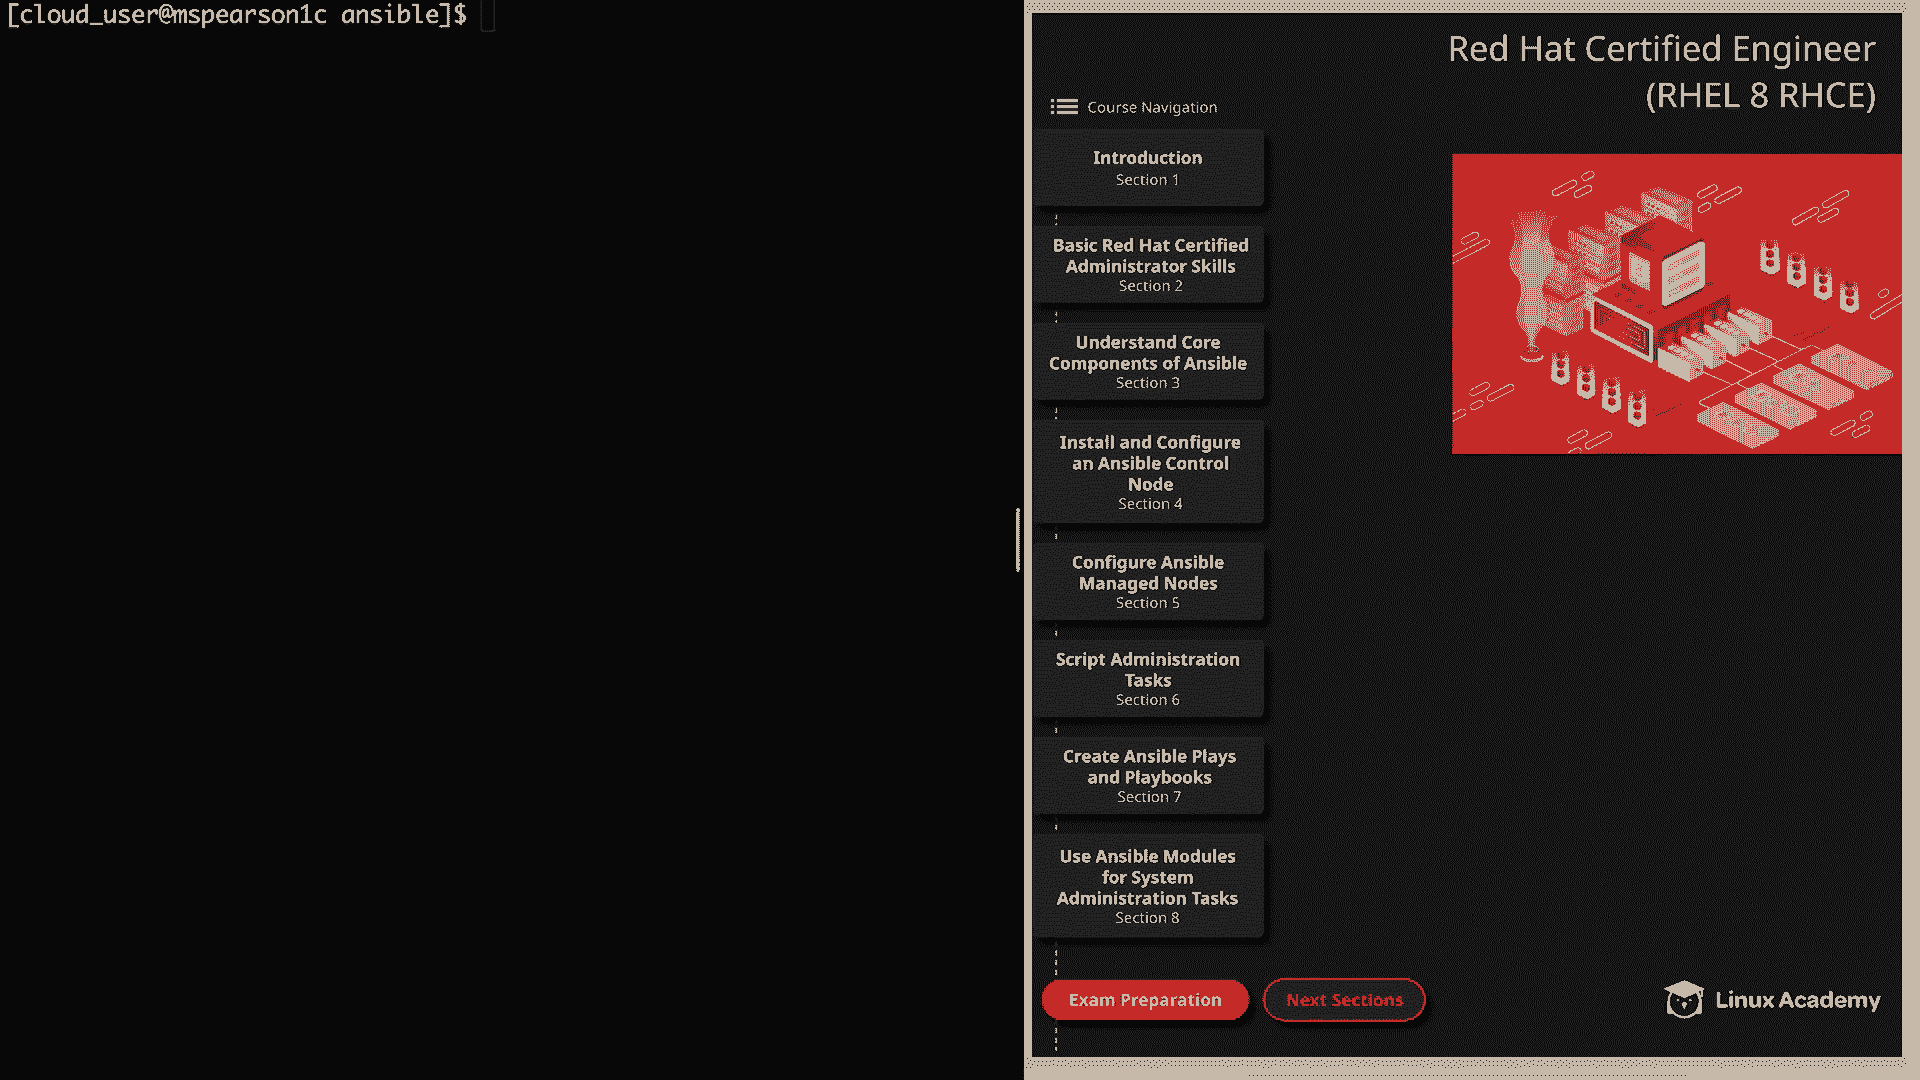 [cloud_user@mspearson1c ansible]$
Red Hat Certified Engineer
(RHEL 8 RHCE)
Course Navigation
Introduction
Section 1
Basic Red Hat Certified
Administrator Skills
Section 2
Understand Core
Components of Ansible
Section 3
Install and Configure
an Ansible Control
Node
Section 4
Configure Ansible
Managed Nodes
Section 5
Script Administration
Tasks
Section 6
Create Ansible Plays
and Playbooks
Section 7
Use Ansible Modules
for System
Administration Tasks
Section 8
Exam Preparation
Next Sections
Linux Academy